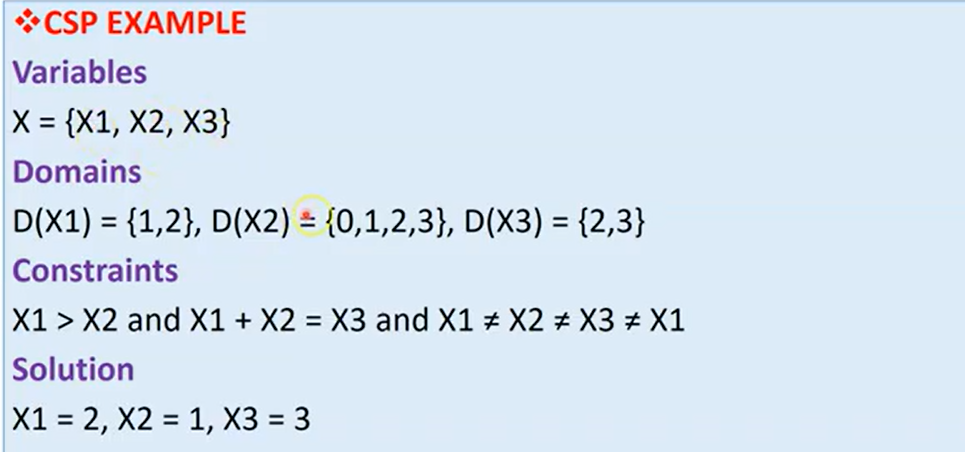 ❖CSP EXAMPLE
Variables
X = {X1, X2, X3}
Domains
D(X1) = {1,2}, D(X2) = {0,1,2,3}, D(X3) = {2,3}
Constraints
X1 > X2 and X1 + X2 = X3 and X1 ≠ X2 ≠ X3 ≠ X1
Solution
X1 = 2, X2 = 1, X3 = 3